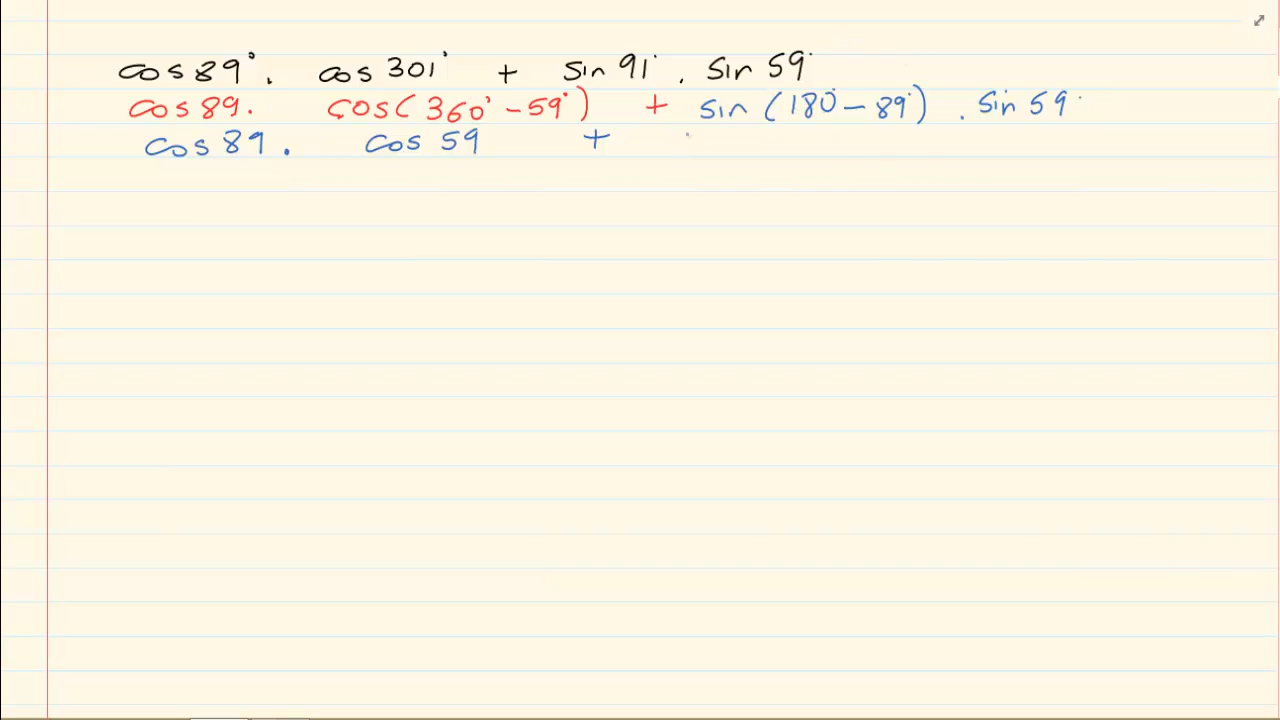 cos 89° . cos 301° + sin 91° . sin 59°
cos 89 . cos (360° - 59°) + sin (180° - 89°) . sin 59°
cos 89 . cos 59 +